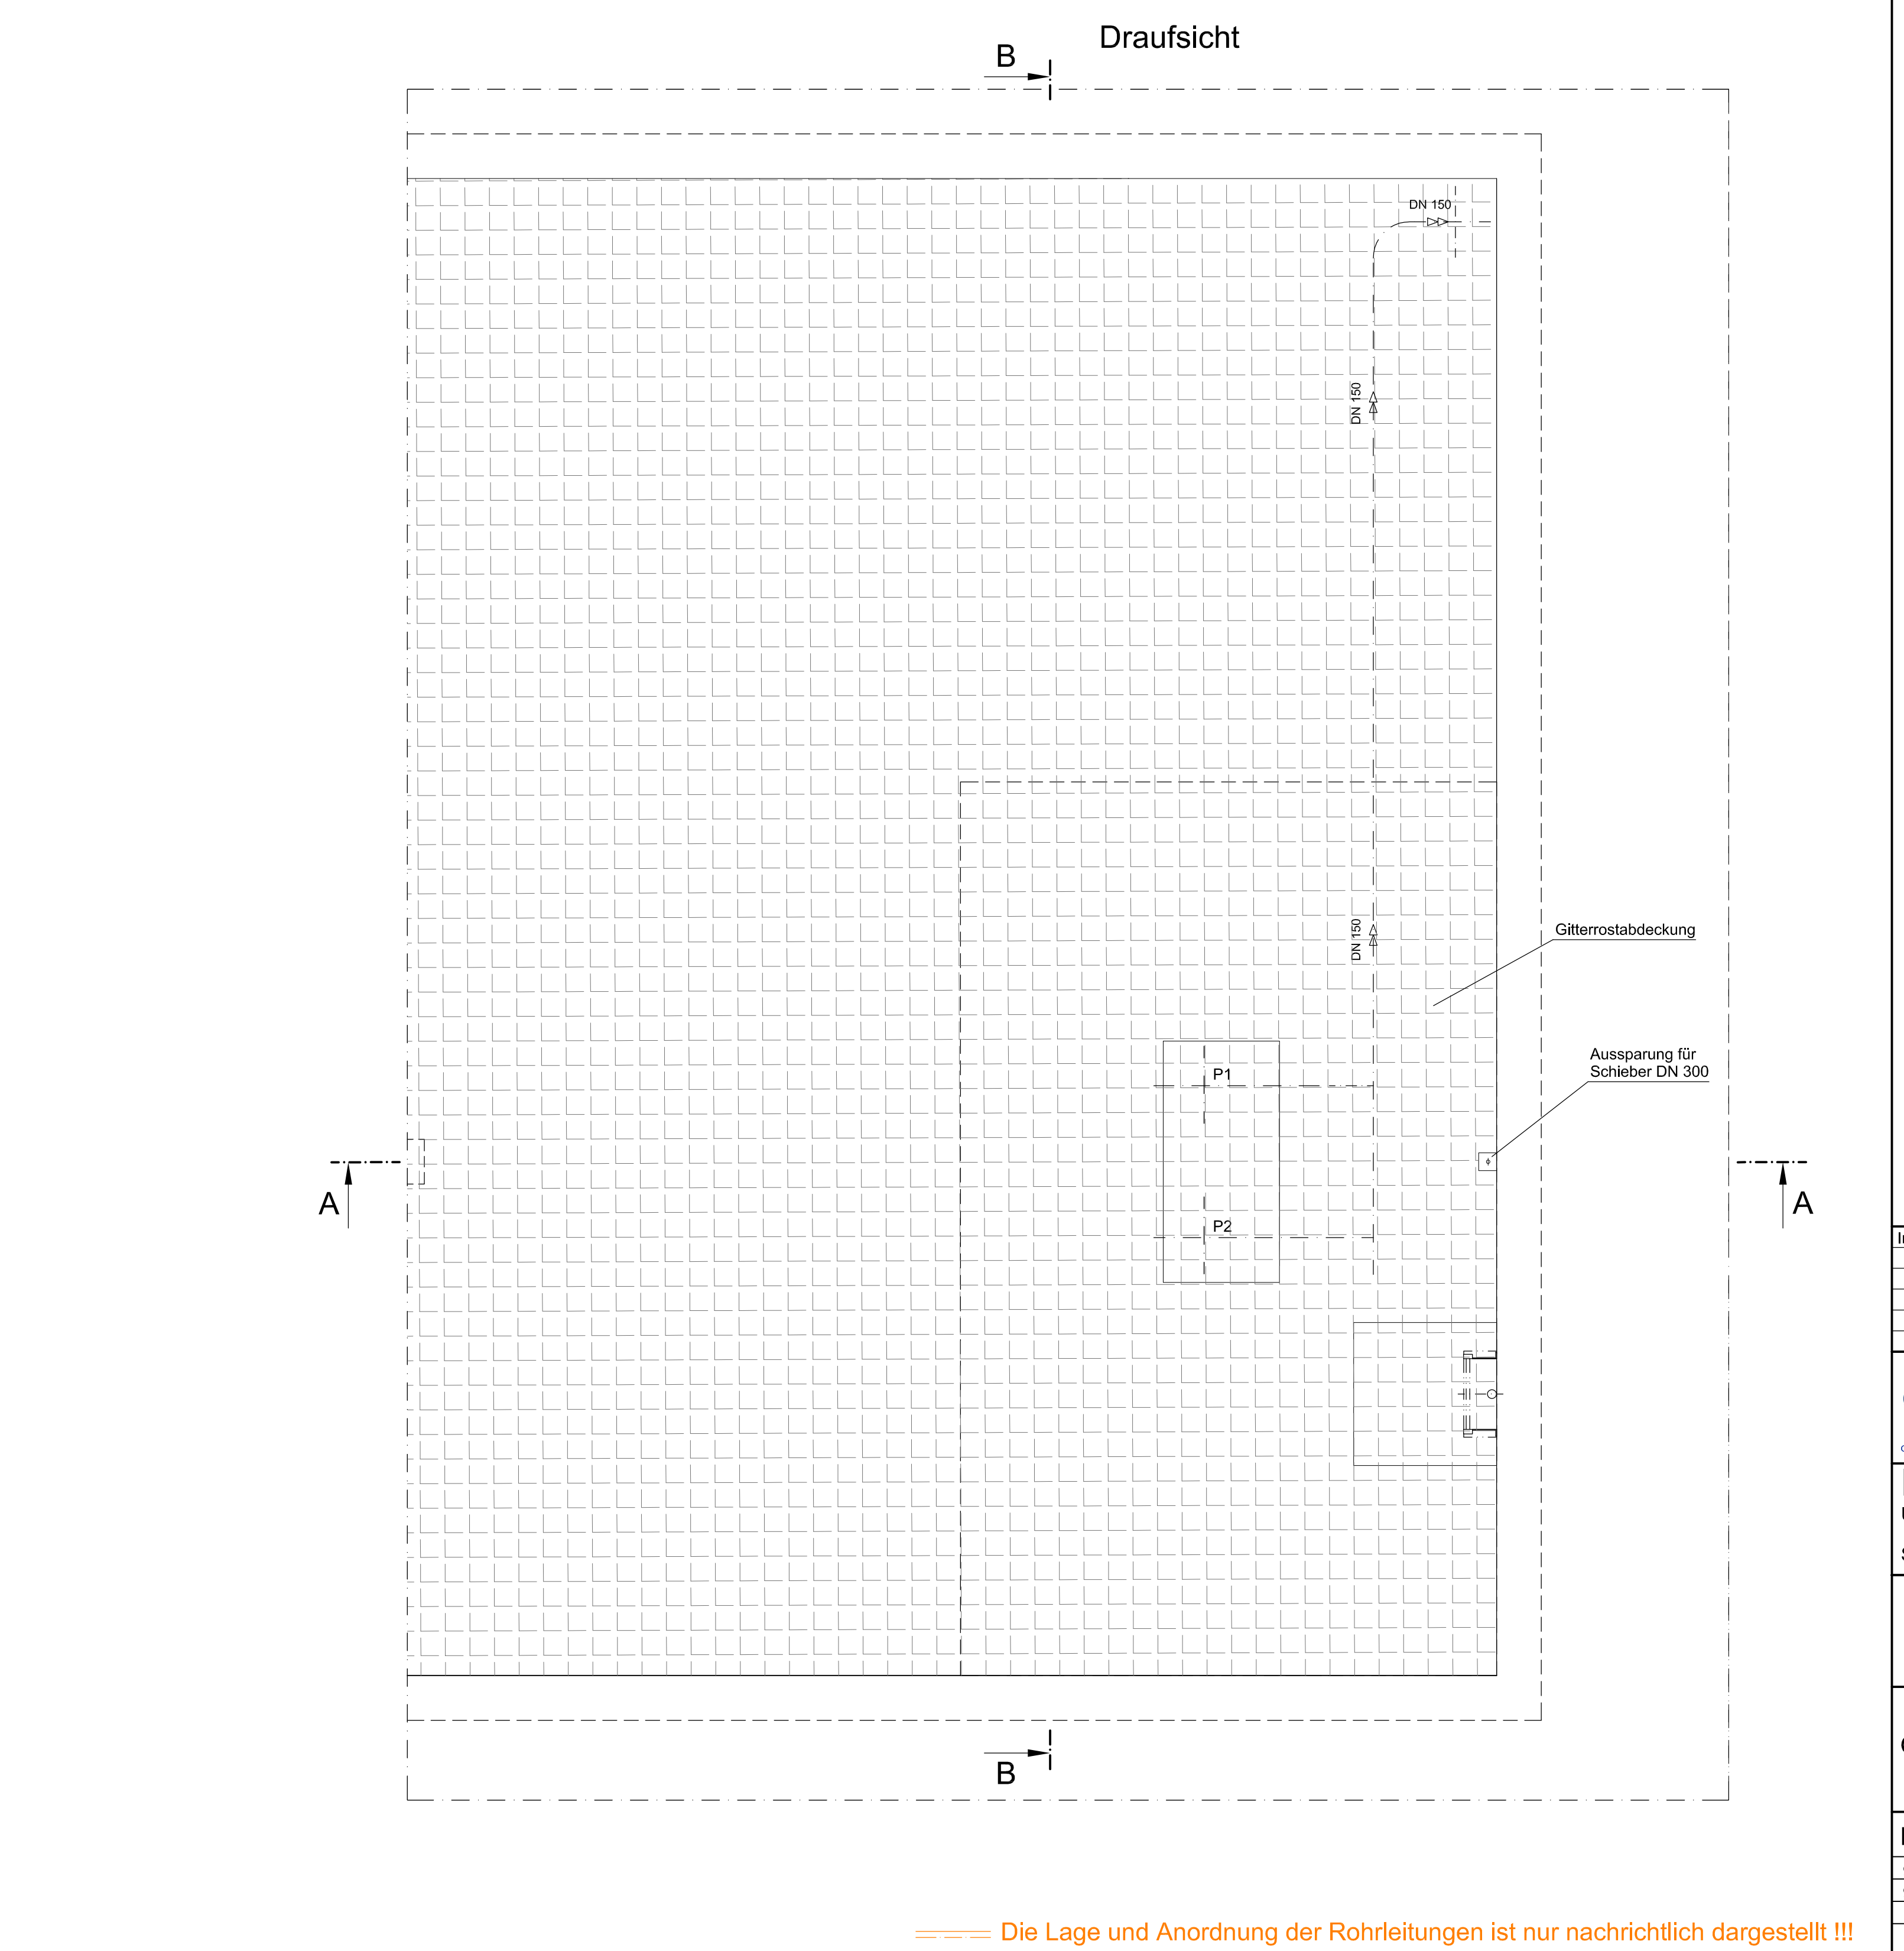 Draufsicht
B
DN 150
DN 150
DN 150
Gitterrostabdeckung
Aussparung für
Schieber DN 300
P1
A
A
P2
B
Die Lage und Anordnung der Rohrleitungen ist nur nachrichtlich dargestellt !!!